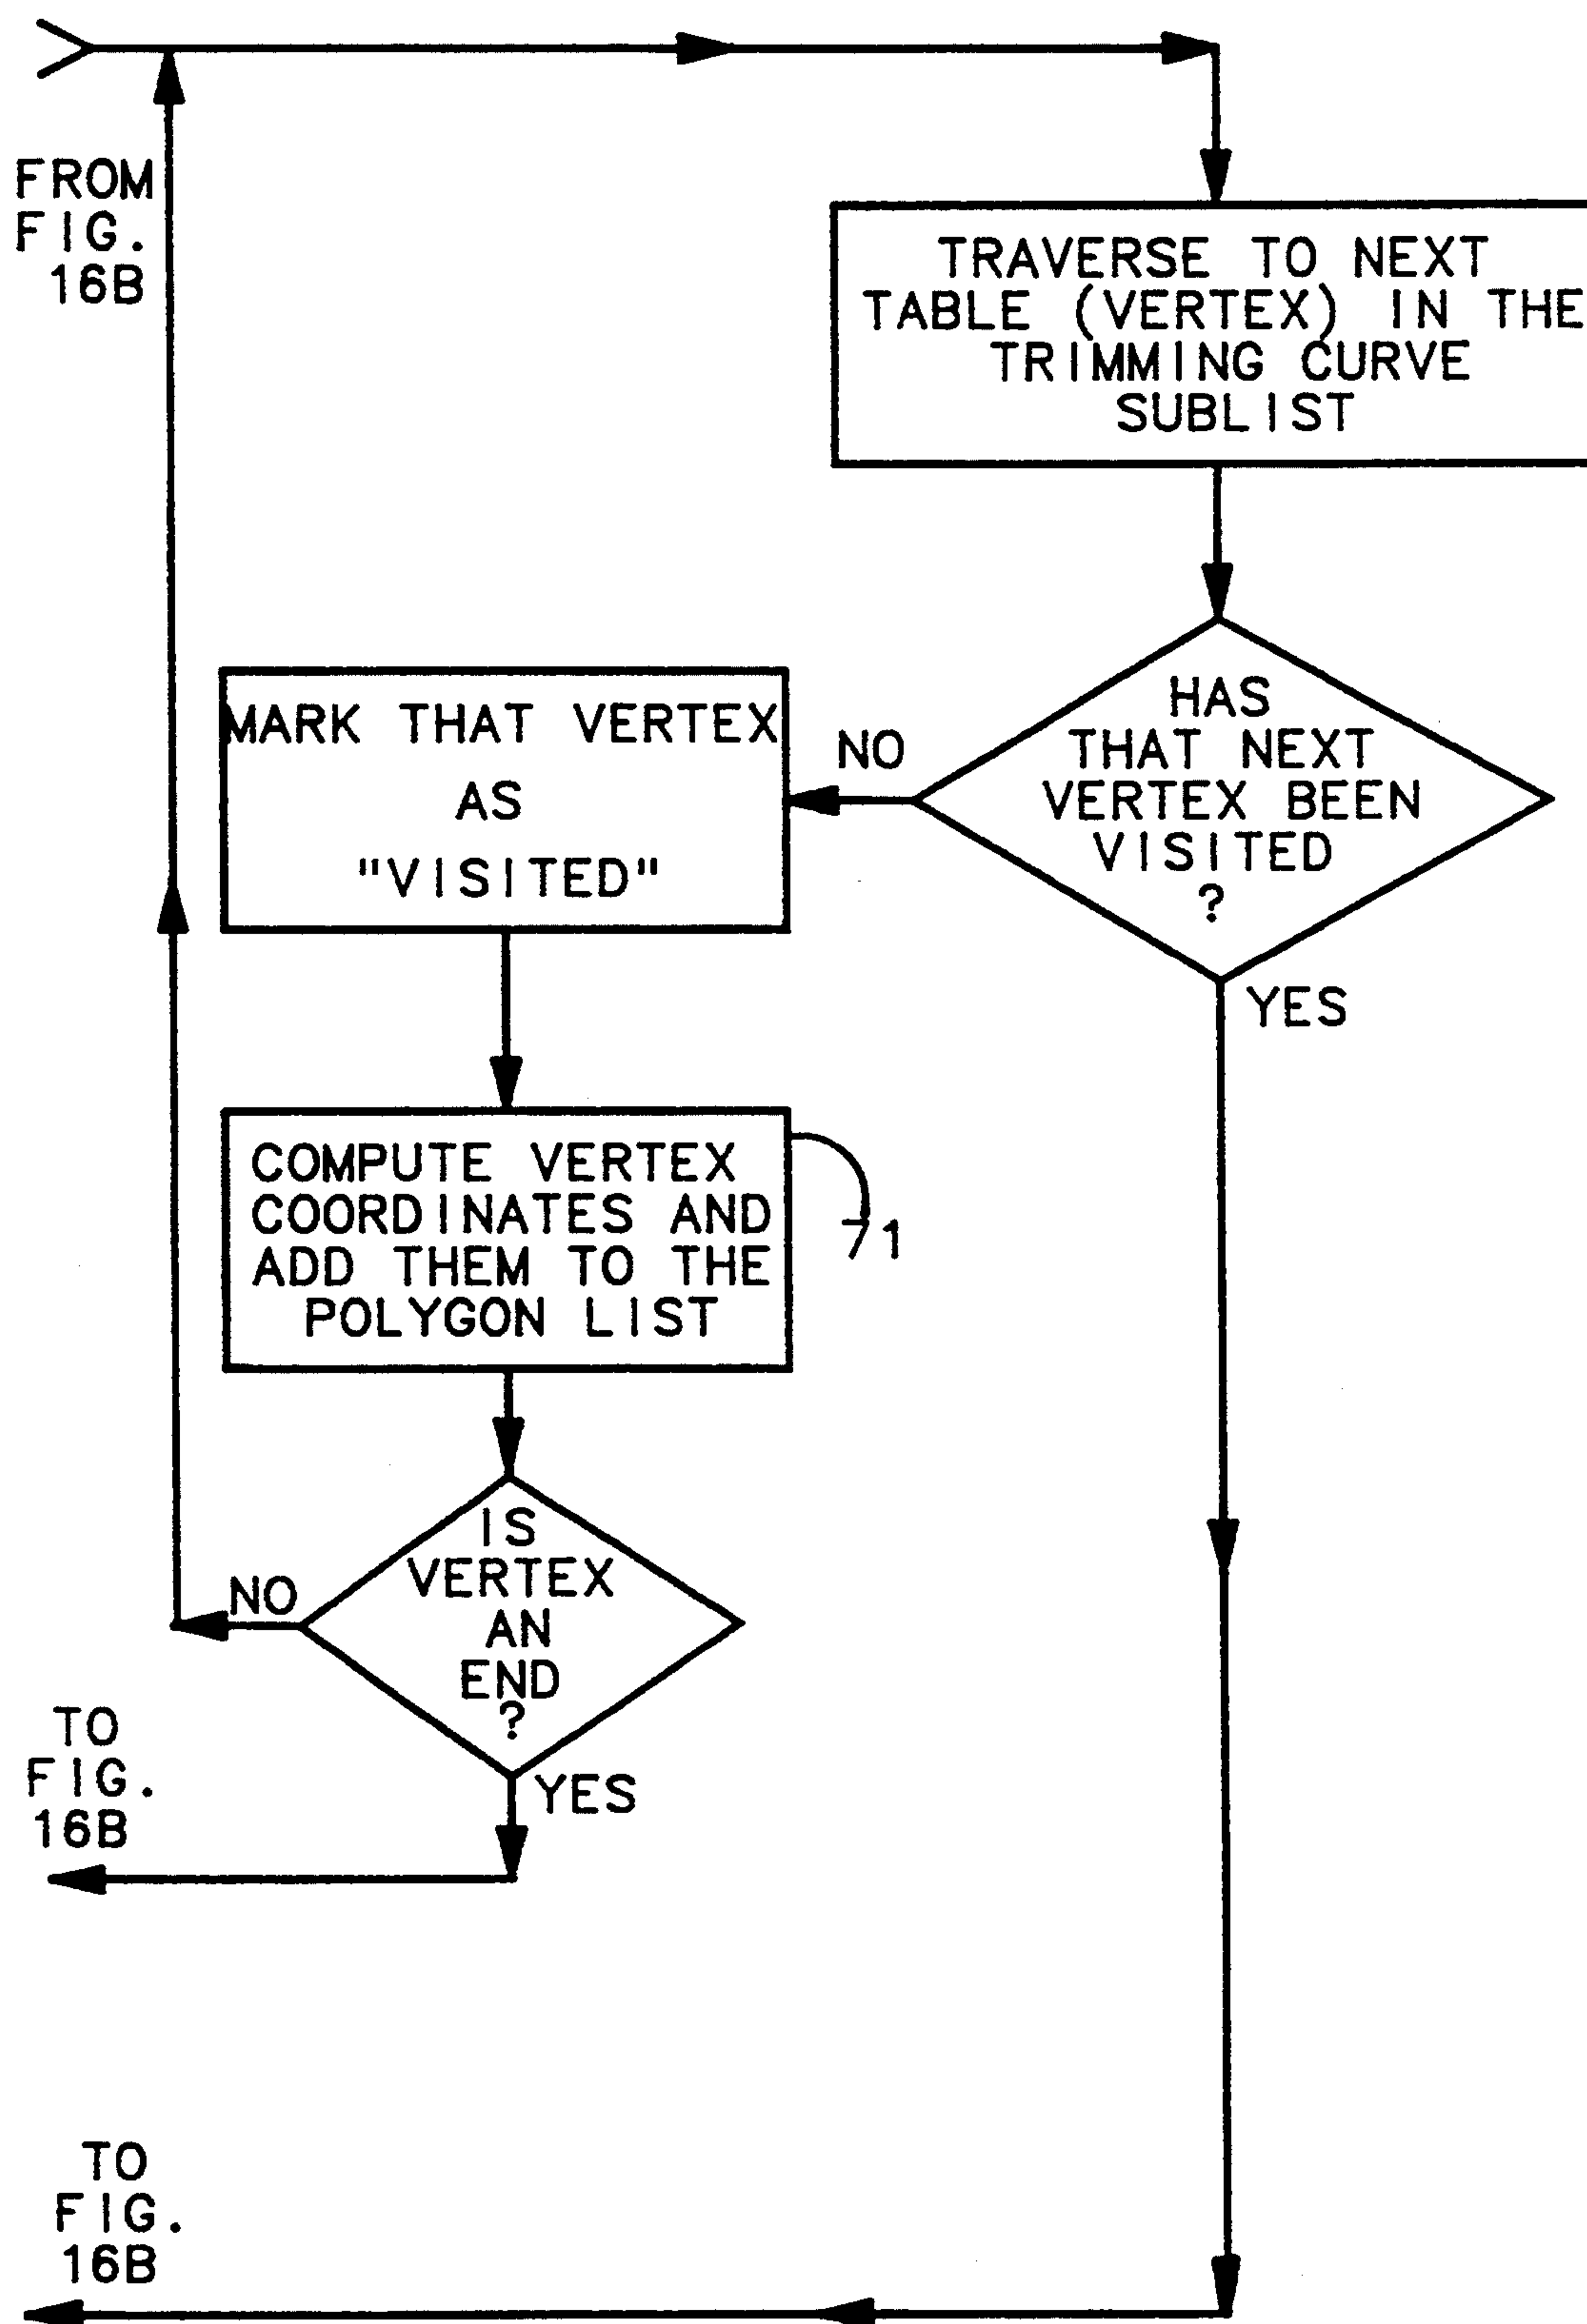 FROM
FIG.
16B
TRAVERSE TO NEXT
TABLE (VERTEX) IN THE
TRIMMING CURVE
SUBLIST
HAS
THAT NEXT
VERTEX BEEN
VISITED
?
NO
YES
MARK THAT VERTEX
AS
"VISITED"
COMPUTE VERTEX
COORDINATES AND
ADD THEM TO THE
POLYGON LIST
71
IS
VERTEX
AN
END
?
NO
YES
TO
FIG.
16B
TO
FIG.
16B